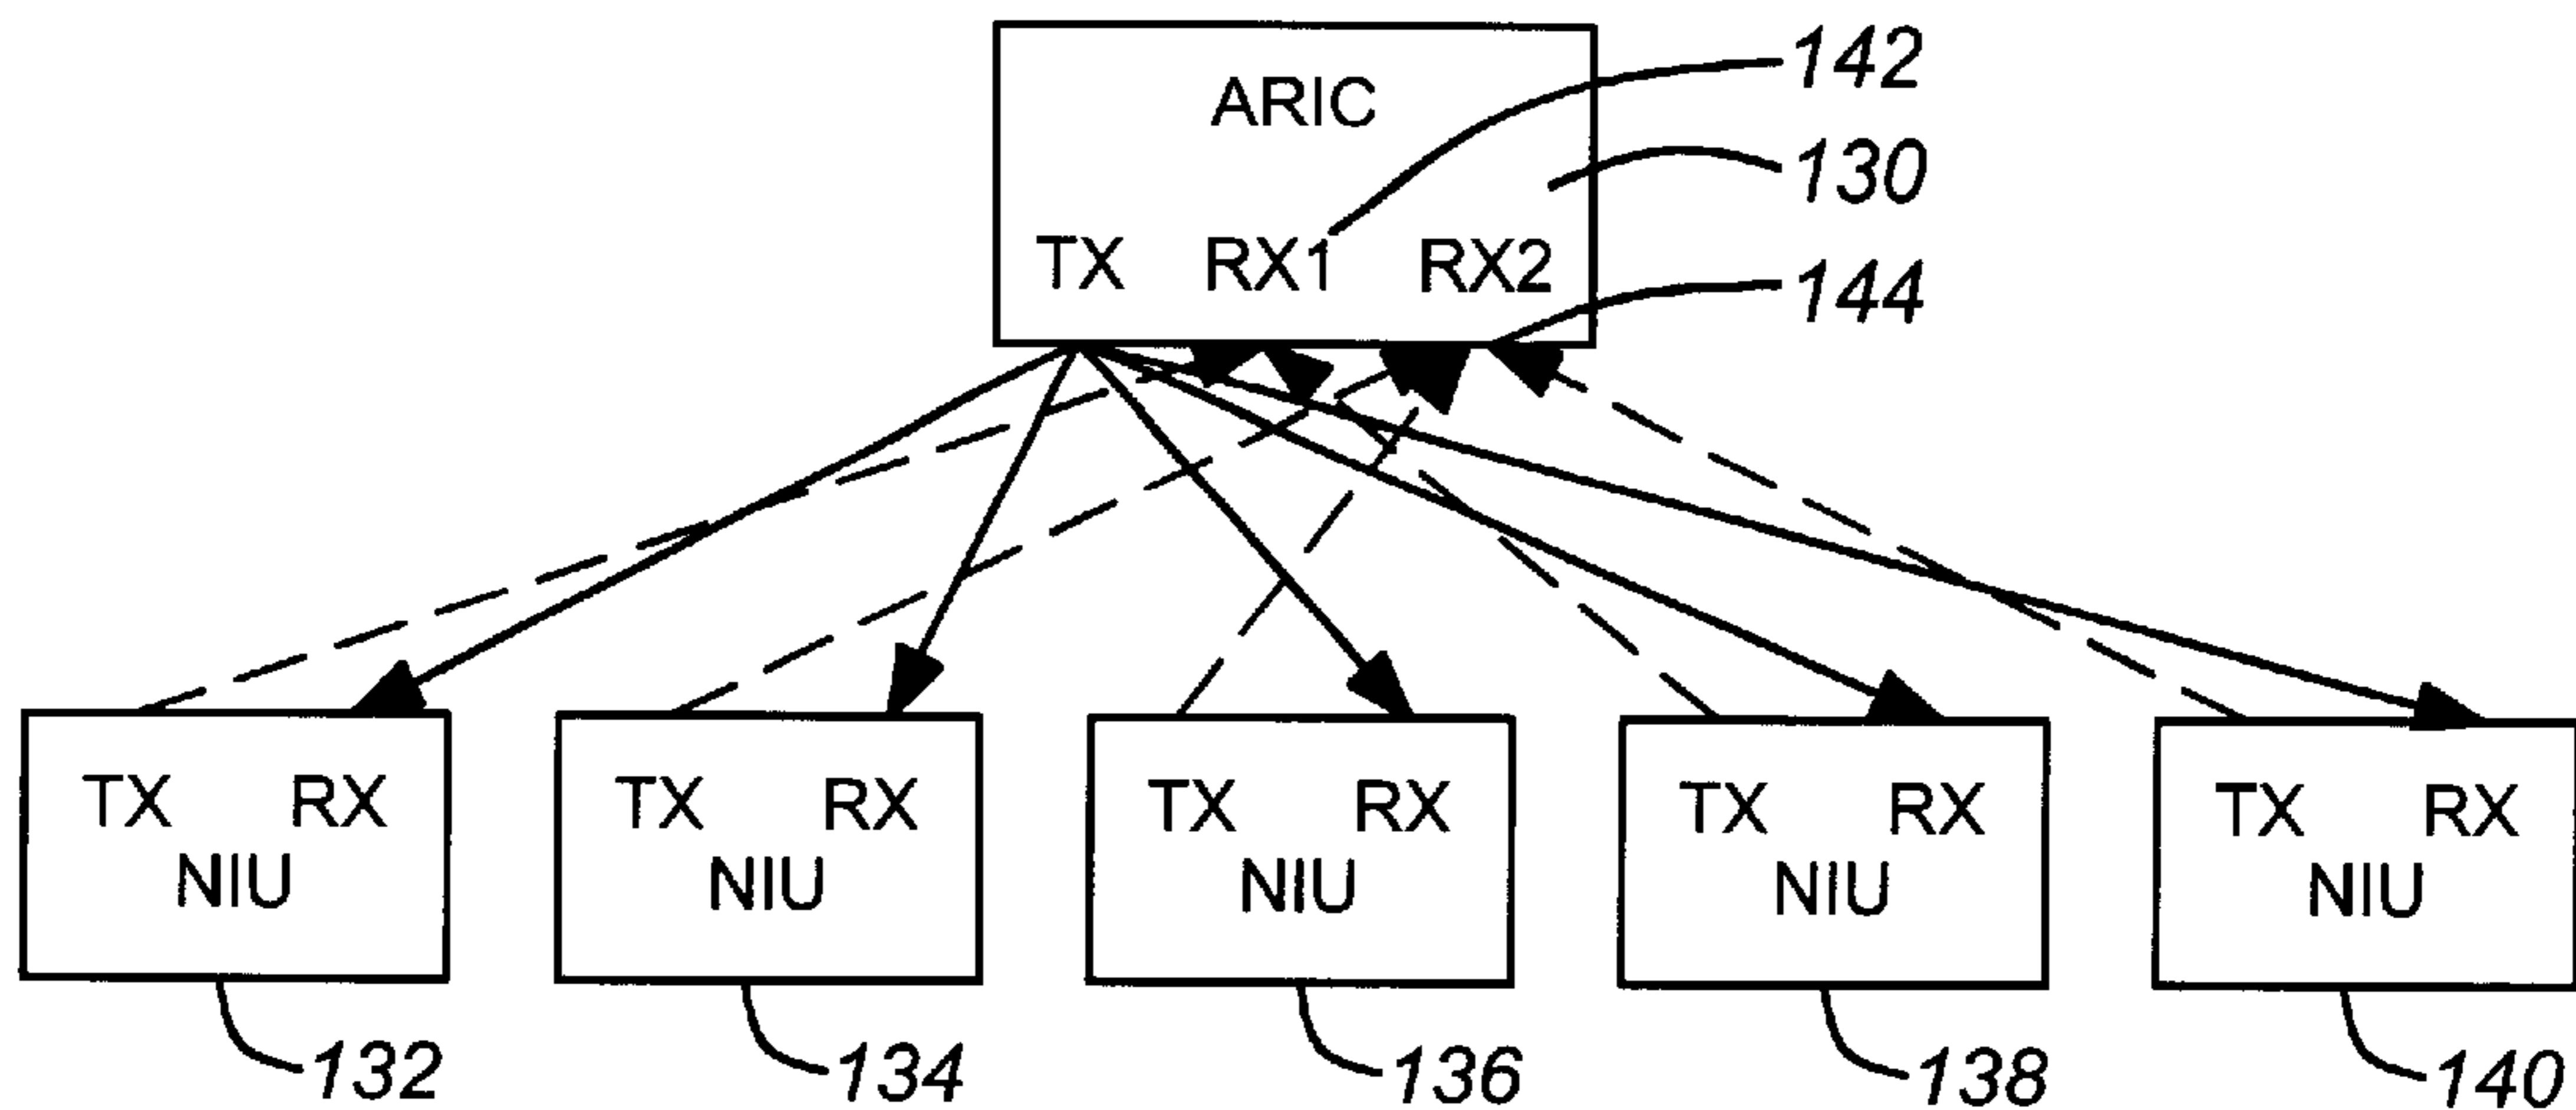 142
ARIC
130
TX RX1 RX2
144
TX RX TX RX TX RX TX RX TX RX
NIU NIU NIU NIU NIU
132 134 136 138 140